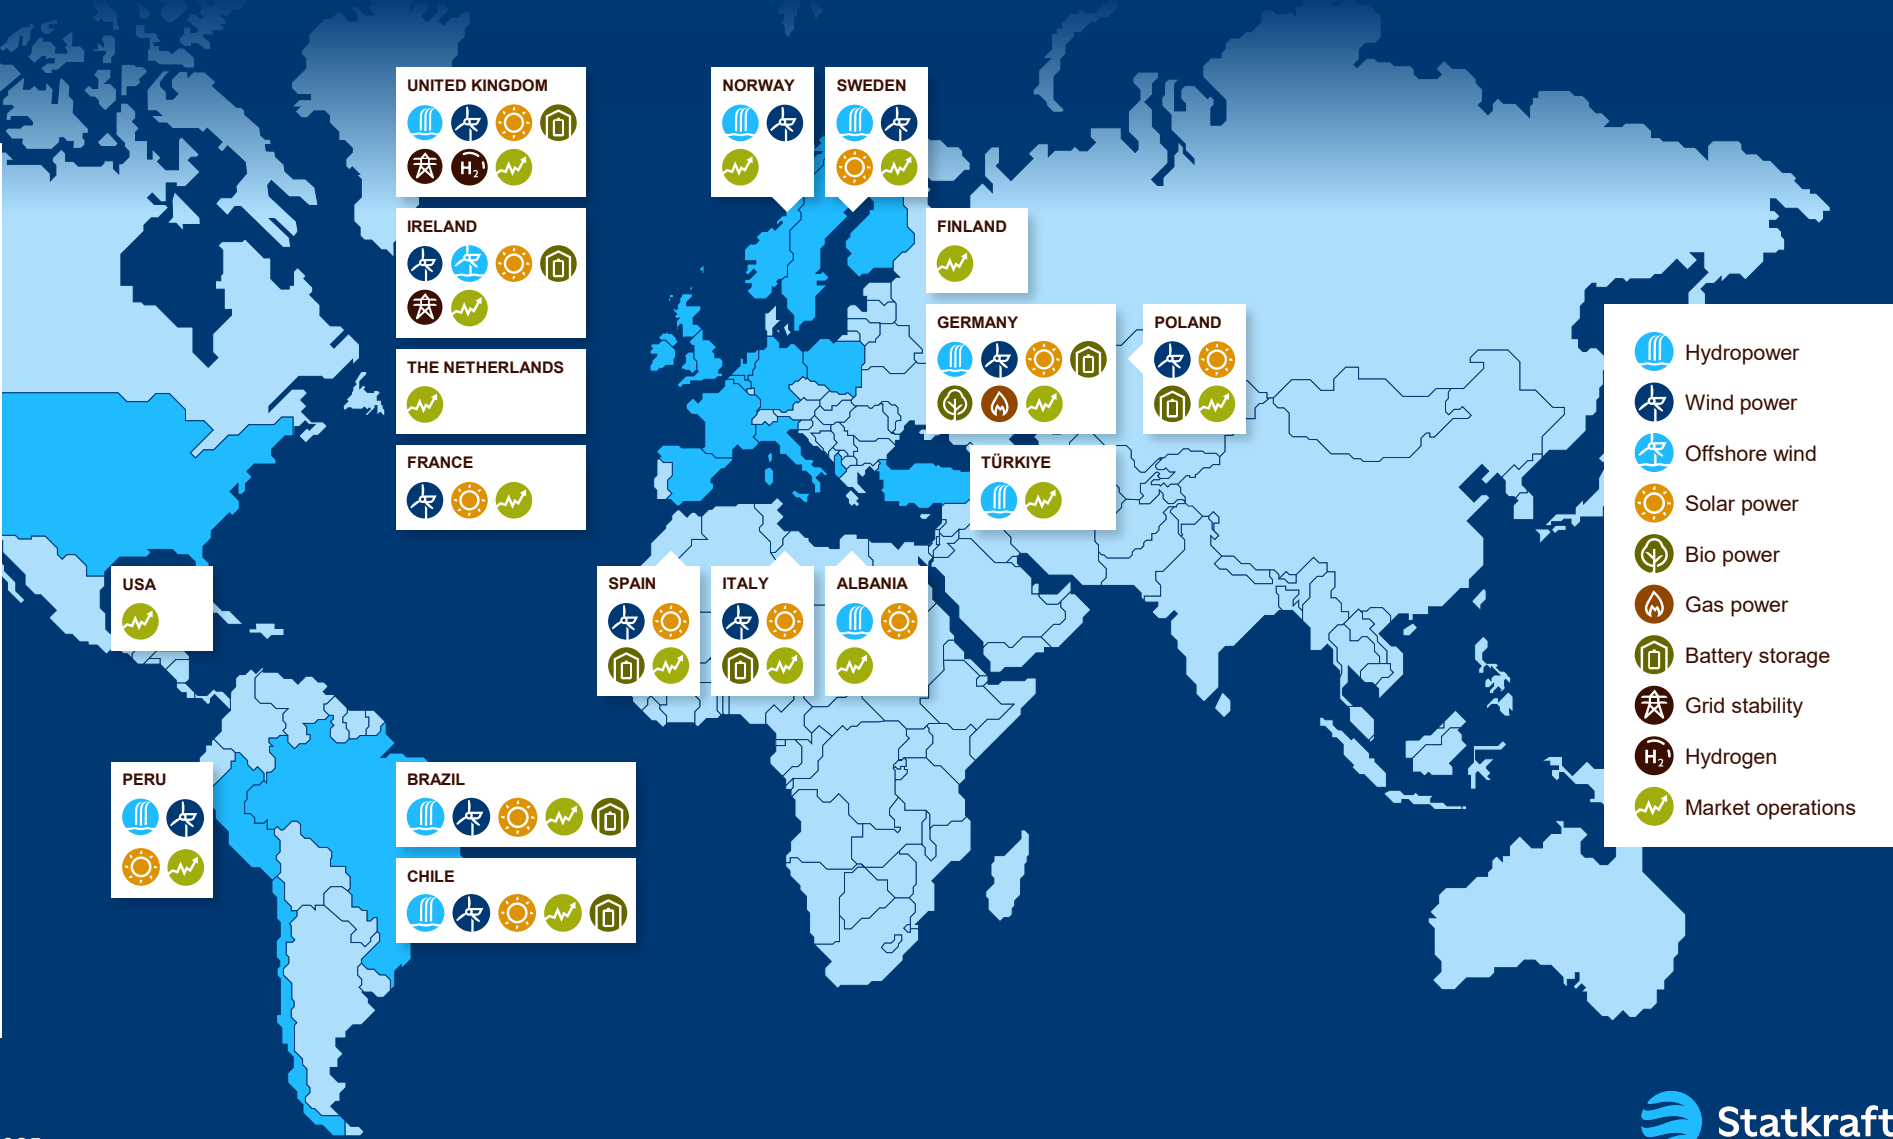 UNITED KINGDOM
H₂
NORWAY
SWEDEN
IRELAND
FINLAND
THE NETHERLANDS
GERMANY
POLAND
FRANCE
TÜRKIYE
USA
SPAIN
ITALY
ALBANIA
PERU
BRAZIL
CHILE
Hydropower
Wind power
Offshore wind
Solar power
Bio power
Gas power
Battery storage
Grid stability
H₂ Hydrogen
Market operations
Statkraft